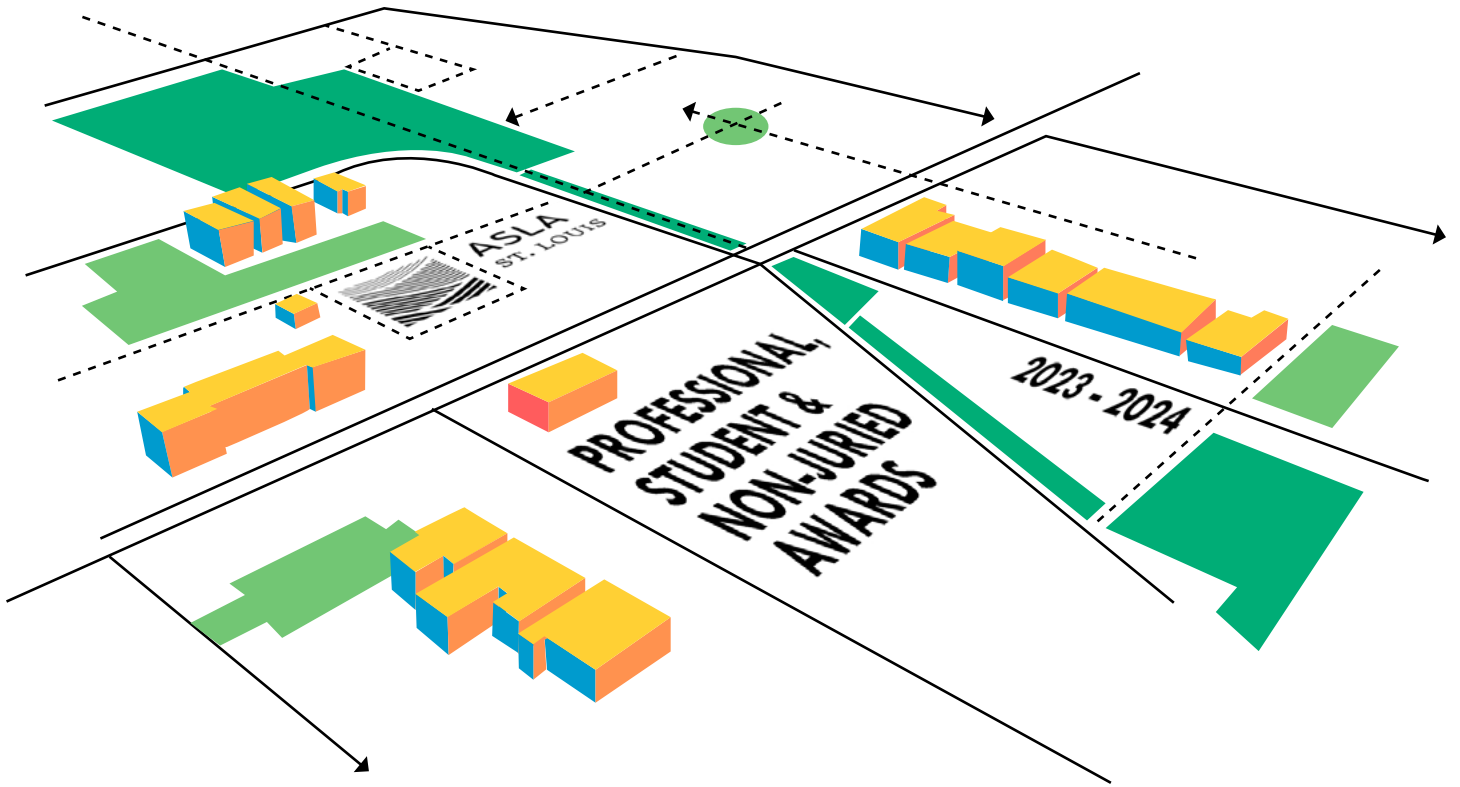 ASLA
ST. LOUIS
PROFESSIONAL,
STUDENT &
NON-JURIED
AWARDS
2023 - 2024